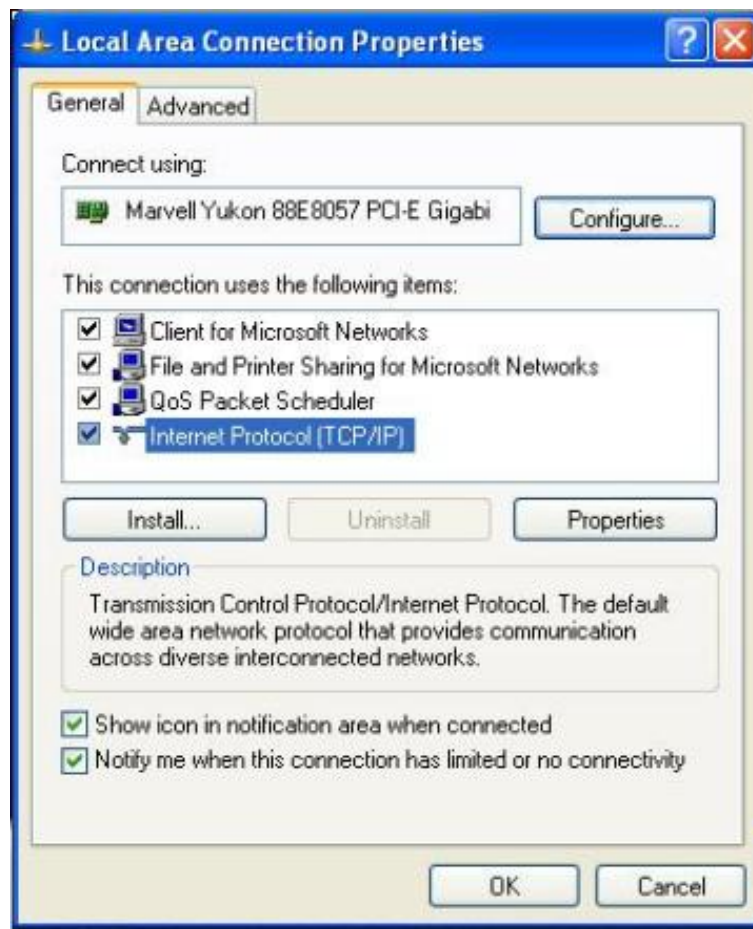 Local Area Connection Properties
General Advanced
Connect using:
Marvell Yukon 88E8057 PCI-E Gigabi
Configure...
This connection uses the following items:
Client for Microsoft Networks
File and Printer Sharing for Microsoft Networks
QoS Packet Scheduler
Internet Protocol (TCP/IP)
Install... Uninstall Properties
Description
Transmission Control Protocol/Internet Protocol. The default
wide area network protocol that provides communication
across diverse interconnected networks.
Show icon in notification area when connected
Notify me when this connection has limited or no connectivity
OK Cancel